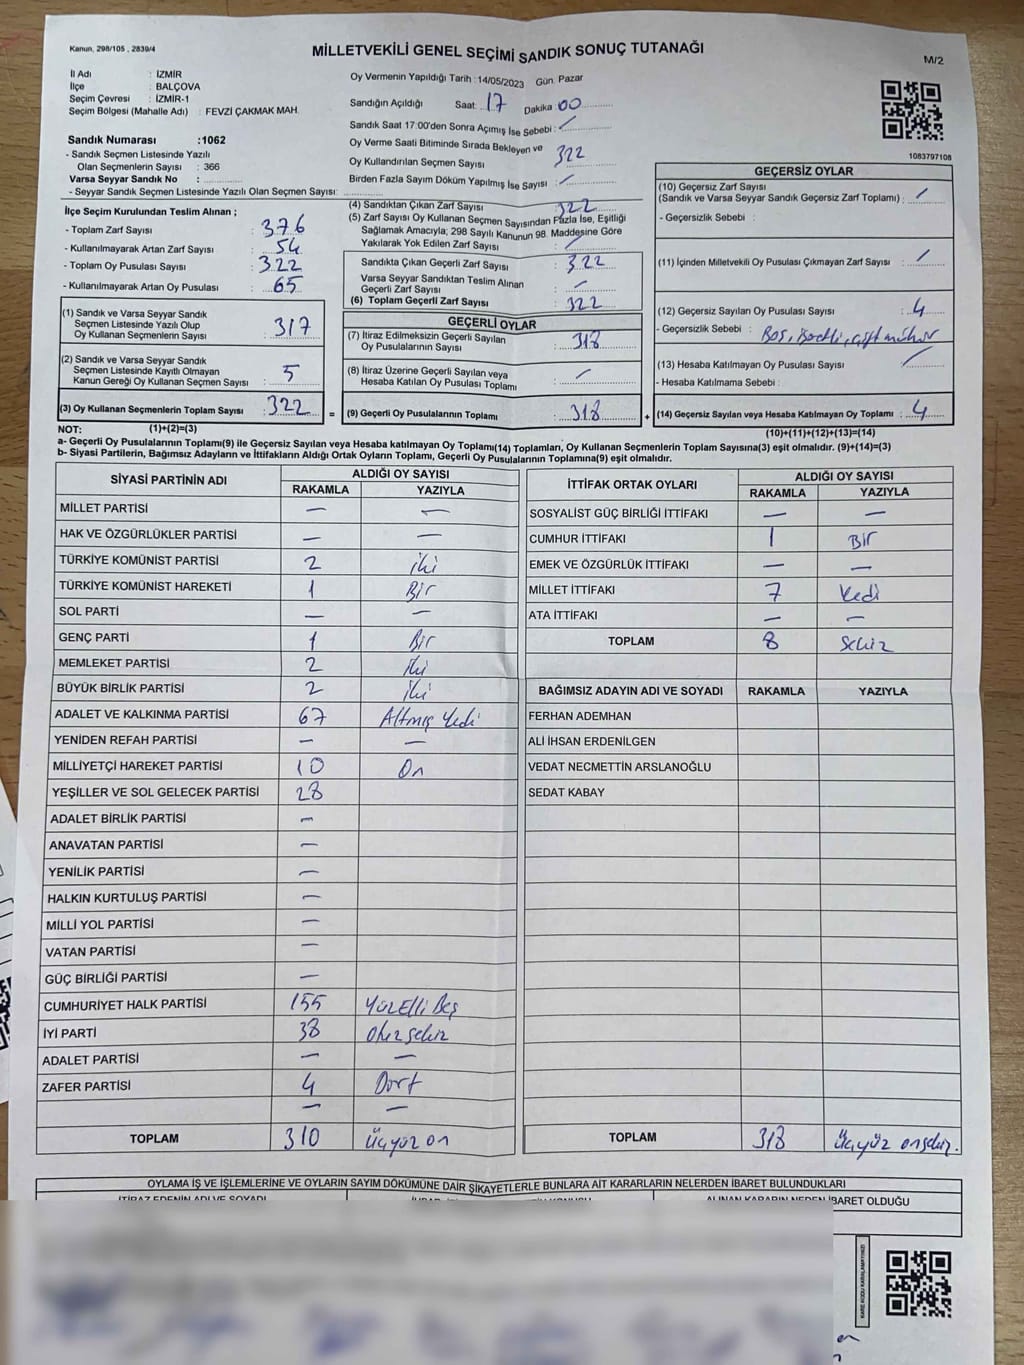 Kanun, 298/105 , 2839/4
MİLLETVEKİLİ GENEL SEÇİMİ SANDIK SONUÇ TUTANAĞI
M/2
İl Adı : İZMİR
İlçe : BALÇOVA
Seçim Çevresi : İZMİR-1
Seçim Bölgesi (Mahalle Adı) : FEVZİ ÇAKMAK MAH.
Sandık Numarası :1062
- Sandık Seçmen Listesinde Yazılı
Olan Seçmenlerin Sayısı : 366
Varsa Seyyar Sandık No :
- Seyyar Sandık Seçmen Listesinde Yazılı Olan Seçmen Sayısı:
Oy Vermenin Yapıldığı Tarih :14/05/2023 Gün. Pazar
Sandığın Açıldığı Saat: 17 Dakika :00
Sandık Saat 17:00'den Sonra Açımış İse Sebebi : /
Oy Verme Saati Bitiminde Sırada Bekleyen ve
Oy Kullandırılan Seçmen Sayısı 322
Birden Fazla Sayım Döküm Yapılmış İse Sayısı : /
1083797108
İlçe Seçim Kurulundan Teslim Alınan ;
- Toplam Zarf Sayısı : 376
- Kullanılmayarak Artan Zarf Sayısı : 54
- Toplam Oy Pusulası Sayısı : 322
- Kullanılmayarak Artan Oy Pusulası : 65
(1) Sandık ve Varsa Seyyar Sandık
Seçmen Listesinde Yazılı Olup
Oy Kullanan Seçmenlerin Sayısı : 317
(2) Sandık ve Varsa Seyyar Sandık
Seçmen Listesinde Kayıtlı Olmayan
Kanun Gereği Oy Kullanan Seçmen Sayısı : 5
(3) Oy Kullanan Seçmenlerin Toplam Sayısı : 322 =
(4) Sandıktan Çıkan Zarf Sayısı : 322
(5) Zarf Sayısı Oy Kullanan Seçmen Sayısından Fazla İse, Eşitliği
Sağlamak Amacıyla; 298 Sayılı Kanunun 98. Maddesine Göre
Yakılarak Yok Edilen Zarf Sayısı : /
Sandıkta Çıkan Geçerli Zarf Sayısı : 322
Varsa Seyyar Sandıktan Teslim Alınan
Geçerli Zarf Sayısı : /
(6) Toplam Geçerli Zarf Sayısı : 322
GEÇERLİ OYLAR
(7) İtiraz Edilmeksizin Geçerli Sayılan
Oy Pusulalarının Sayısı : 318
(8) İtiraz Üzerine Geçerli Sayılan veya
Hesaba Katılan Oy Pusulası Toplamı : /
(9) Geçerli Oy Pusulalarının Toplamı : 318 +
GEÇERSİZ OYLAR
(10) Geçersiz Zarf Sayısı
(Sandık ve Varsa Seyyar Sandık Geçersiz Zarf Toplamı) : /
- Geçersizlik Sebebi :
(11) İçinden Milletvekili Oy Pusulası Çıkmayan Zarf Sayısı : /
(12) Geçersiz Sayılan Oy Pusulası Sayısı : 4
- Geçersizlik Sebebi : Boş, çift mühür
(13) Hesaba Katılmayan Oy Pusulası Sayısı : /
- Hesaba Katılmama Sebebi :
(14) Geçersiz Sayılan veya Hesaba Katılmayan Oy Toplamı : 4
NOT: (1)+(2)=(3)
(10)+(11)+(12)+(13)=(14)
a- Geçerli Oy Pusulalarının Toplamı(9) ile Geçersiz Sayılan veya Hesaba katılmayan Oy Toplamı(14) Toplamları, Oy Kullanan Seçmenlerin Toplam Sayısına(3) eşit olmalıdır. (9)+(14)=(3)
b- Siyasi Partilerin, Bağımsız Adayların ve İttifakların Aldığı Ortak Oyların Toplamı, Geçerli Oy Pusulalarının Toplamına(9) eşit olmalıdır.
SİYASİ PARTİNİN ADI ALDIĞI OY SAYISI
RAKAMLA YAZIYLA
MİLLET PARTİSİ — —
HAK VE ÖZGÜRLÜKLER PARTİSİ — —
TÜRKİYE KOMÜNİST PARTİSİ 2 iki
TÜRKİYE KOMÜNİST HAREKETİ 1 Bir
SOL PARTİ — —
GENÇ PARTİ 1 Bir
MEMLEKET PARTİSİ 2 iki
BÜYÜK BİRLİK PARTİSİ 2 iki
ADALET VE KALKINMA PARTİSİ 67 Altmış Yedi
YENİDEN REFAH PARTİSİ — —
MİLLİYETÇİ HAREKET PARTİSİ 10 On
YEŞİLLER VE SOL GELECEK PARTİSİ 28
ADALET BİRLİK PARTİSİ —
ANAVATAN PARTİSİ —
YENİLİK PARTİSİ —
HALKIN KURTULUŞ PARTİSİ —
MİLLİ YOL PARTİSİ —
VATAN PARTİSİ —
GÜÇ BİRLİĞİ PARTİSİ —
CUMHURİYET HALK PARTİSİ 155 YüzElli Beş
İYİ PARTİ 38 Otuz sekiz
ADALET PARTİSİ — —
ZAFER PARTİSİ 4 Dört
— —
TOPLAM 310 üçyüz on
İTTİFAK ORTAK OYLARI ALDIĞI OY SAYISI
RAKAMLA YAZIYLA
SOSYALİST GÜÇ BİRLİĞİ İTTİFAKI — —
CUMHUR İTTİFAKI 1 Bir
EMEK VE ÖZGÜRLÜK İTTİFAKI — —
MİLLET İTTİFAKI 7 Yedi
ATA İTTİFAKI — —
TOPLAM 8 sekiz
BAĞIMSIZ ADAYIN ADI VE SOYADI RAKAMLA YAZIYLA
FERHAN ADEMHAN
ALİ İHSAN ERDENİLGEN
VEDAT NECMETTİN ARSLANOĞLU
SEDAT KABAY
TOPLAM 318 üçyüz onsekiz.
OYLAMA İŞ VE İŞLEMLERİNE VE OYLARIN SAYIM DÖKÜMÜNE DAİR ŞİKAYETLERLE BUNLARA AİT KARARLARIN NELERDEN İBARET BULUNDUKLARI
İTİRAZ EDENİN ADI VE SOYADI
ALINAN KARARIN NEDEN İBARET OLDUĞU